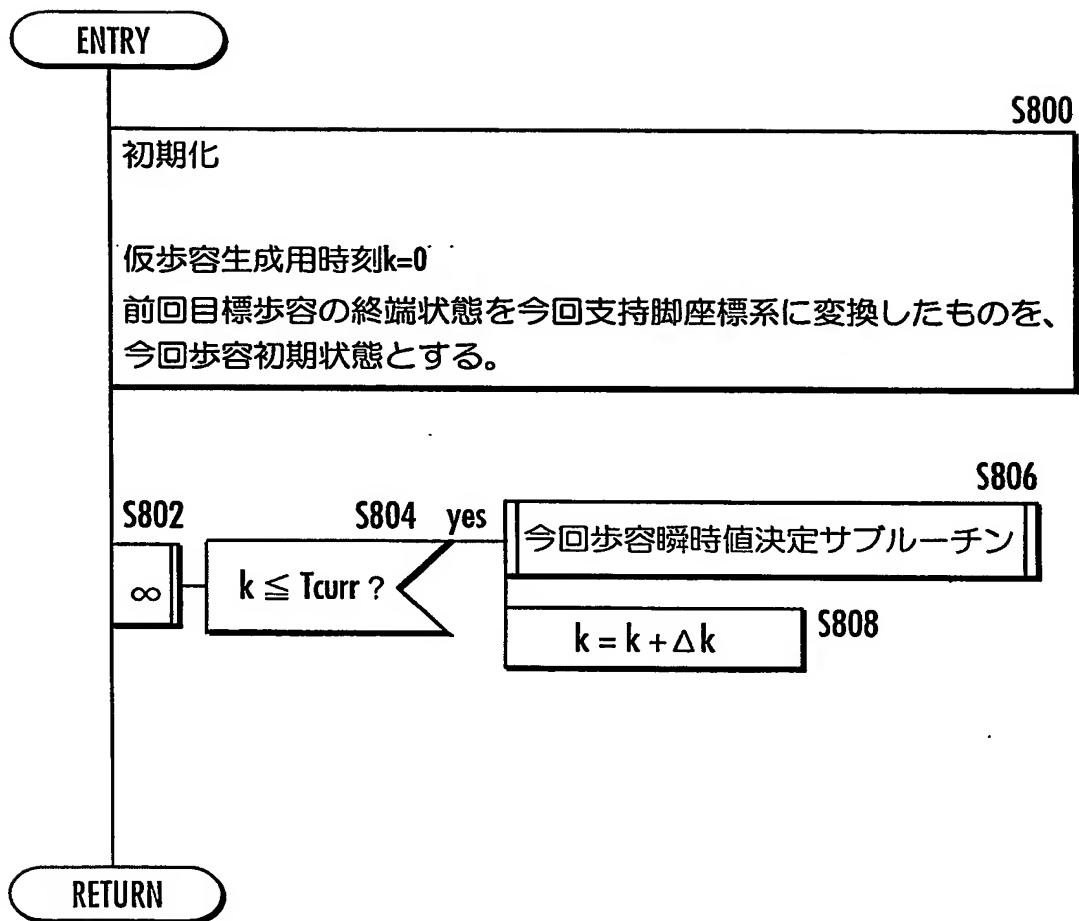 ENTRY
S800
初期化
仮歩容生成用時刻k=0
前回目標歩容の終端状態を今回支持脚座標系に変換したものを、
今回歩容初期状態とする。
S802
∞
S804
k ≦ Tcurr ?
yes
S806
今回歩容瞬時値決定サブルーチン
k = k + Δk
S808
RETURN